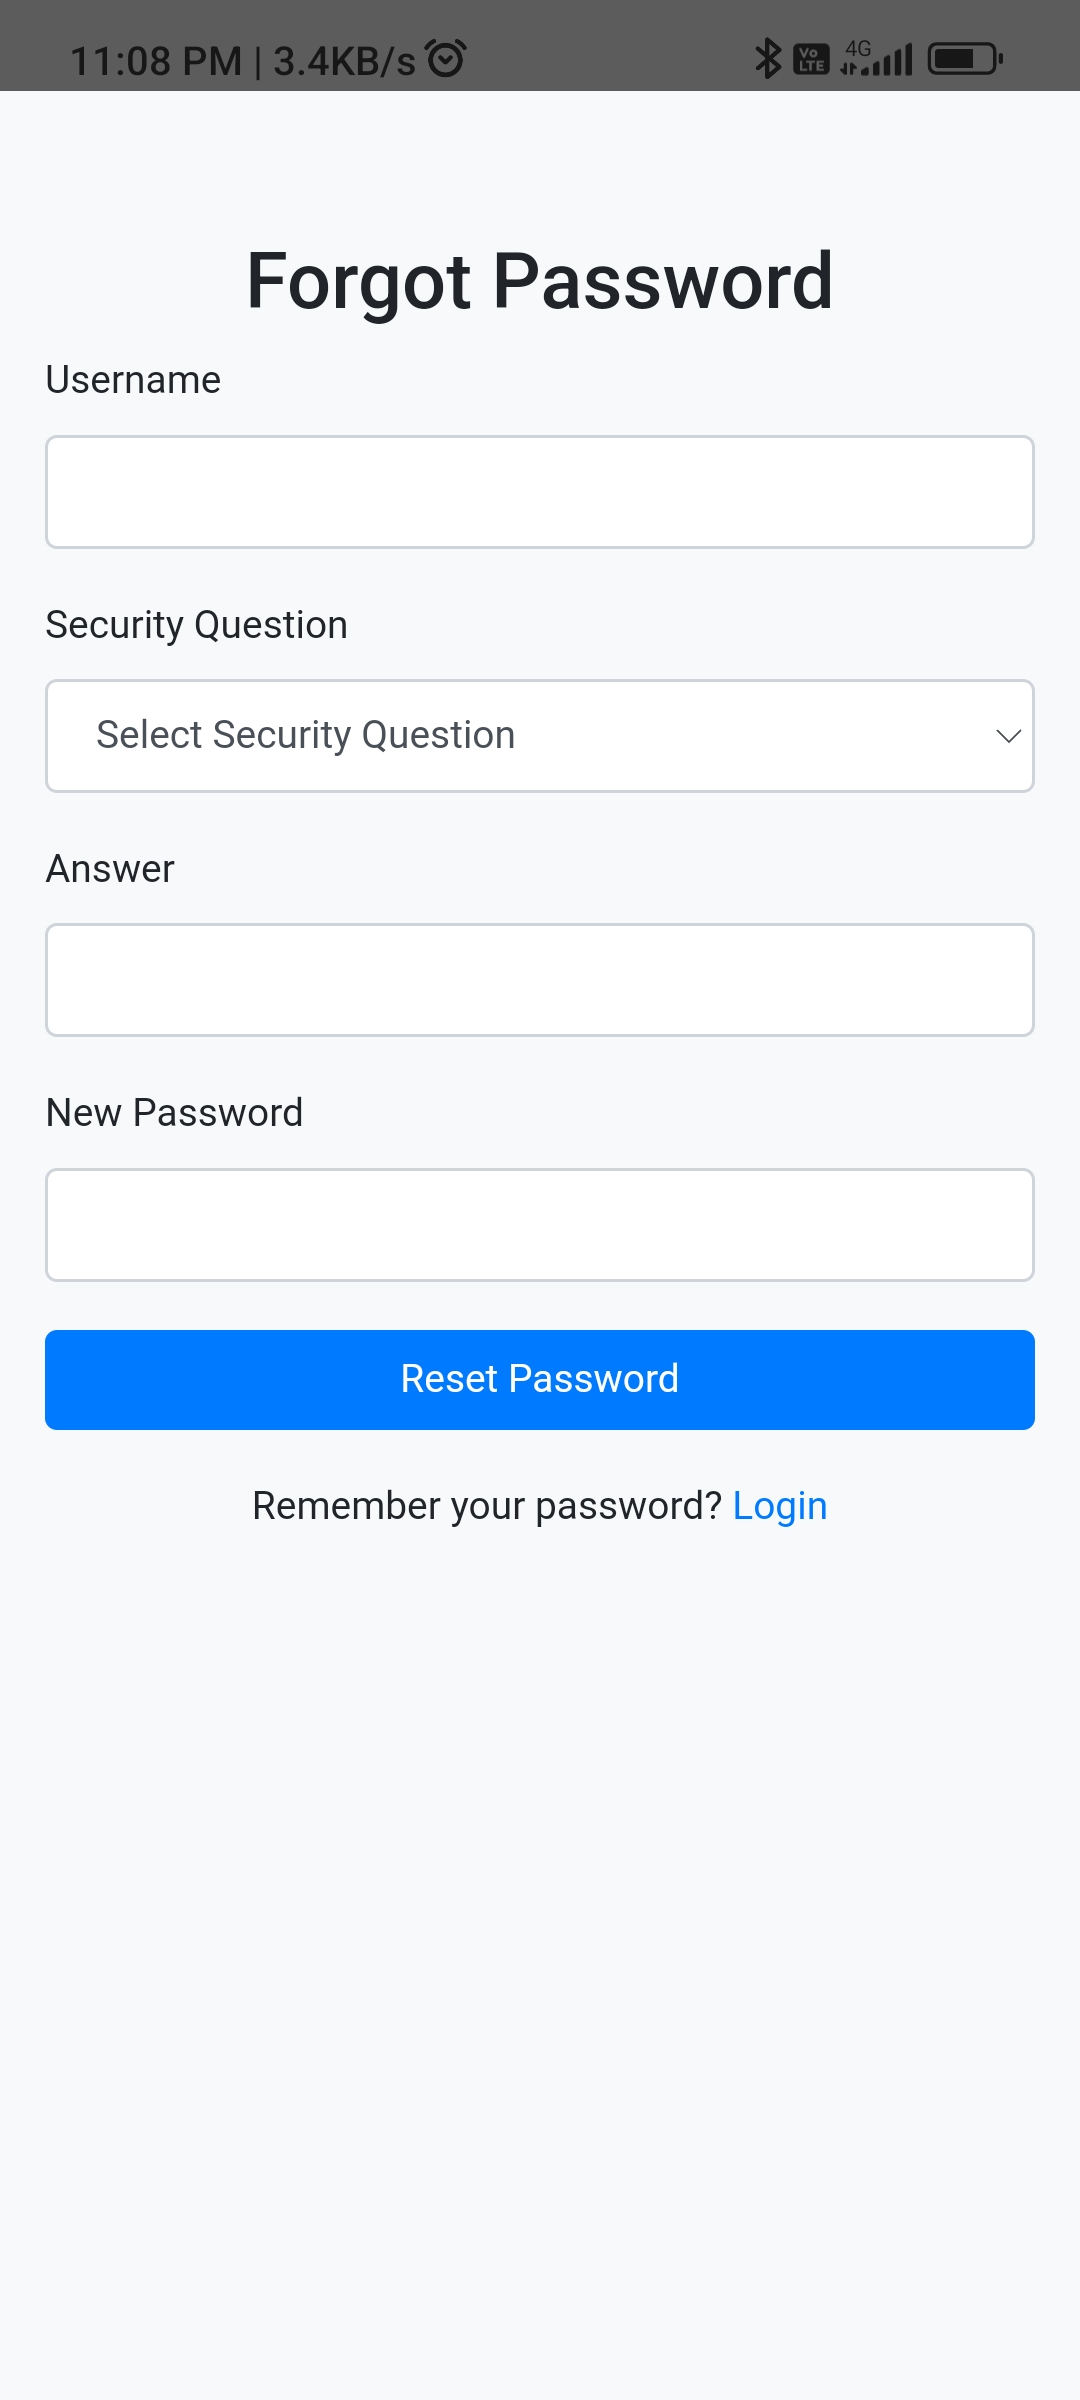 11:08 PM | 3.4KB/s
Vo LTE 4G
Forgot Password
Username
Security Question
Select Security Question
Answer
New Password
Reset Password
Remember your password? Login